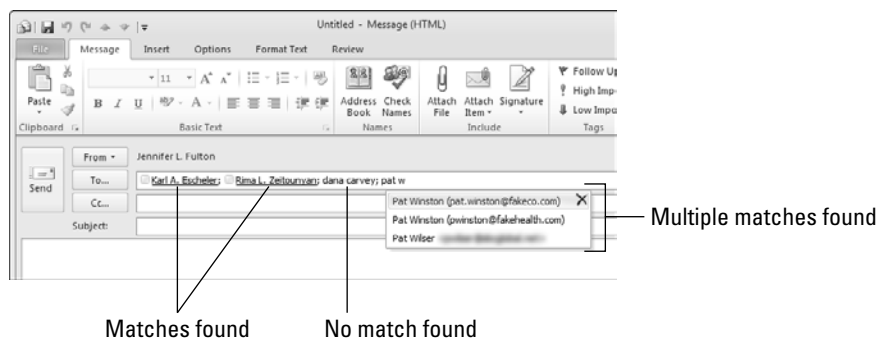 Untitled - Message (HTML)
File Message Insert Options Format Text Review
Paste
Clipboard
11
B I U
Basic Text
Address Book
Check Names
Names
Attach File
Attach Item
Signature
Include
Follow Up
High Imp
Low Impo
Tags
Send
From
Jennifer L. Fulton
To...
Karl A. Escheler; Rima L. Zeitounvan; dana carvey; pat w
Cc...
Subject:
Pat Winston (pat.winston@fakeco.com)
Pat Winston (pwinston@fakehealth.com)
Pat Wilser
Multiple matches found
Matches found
No match found